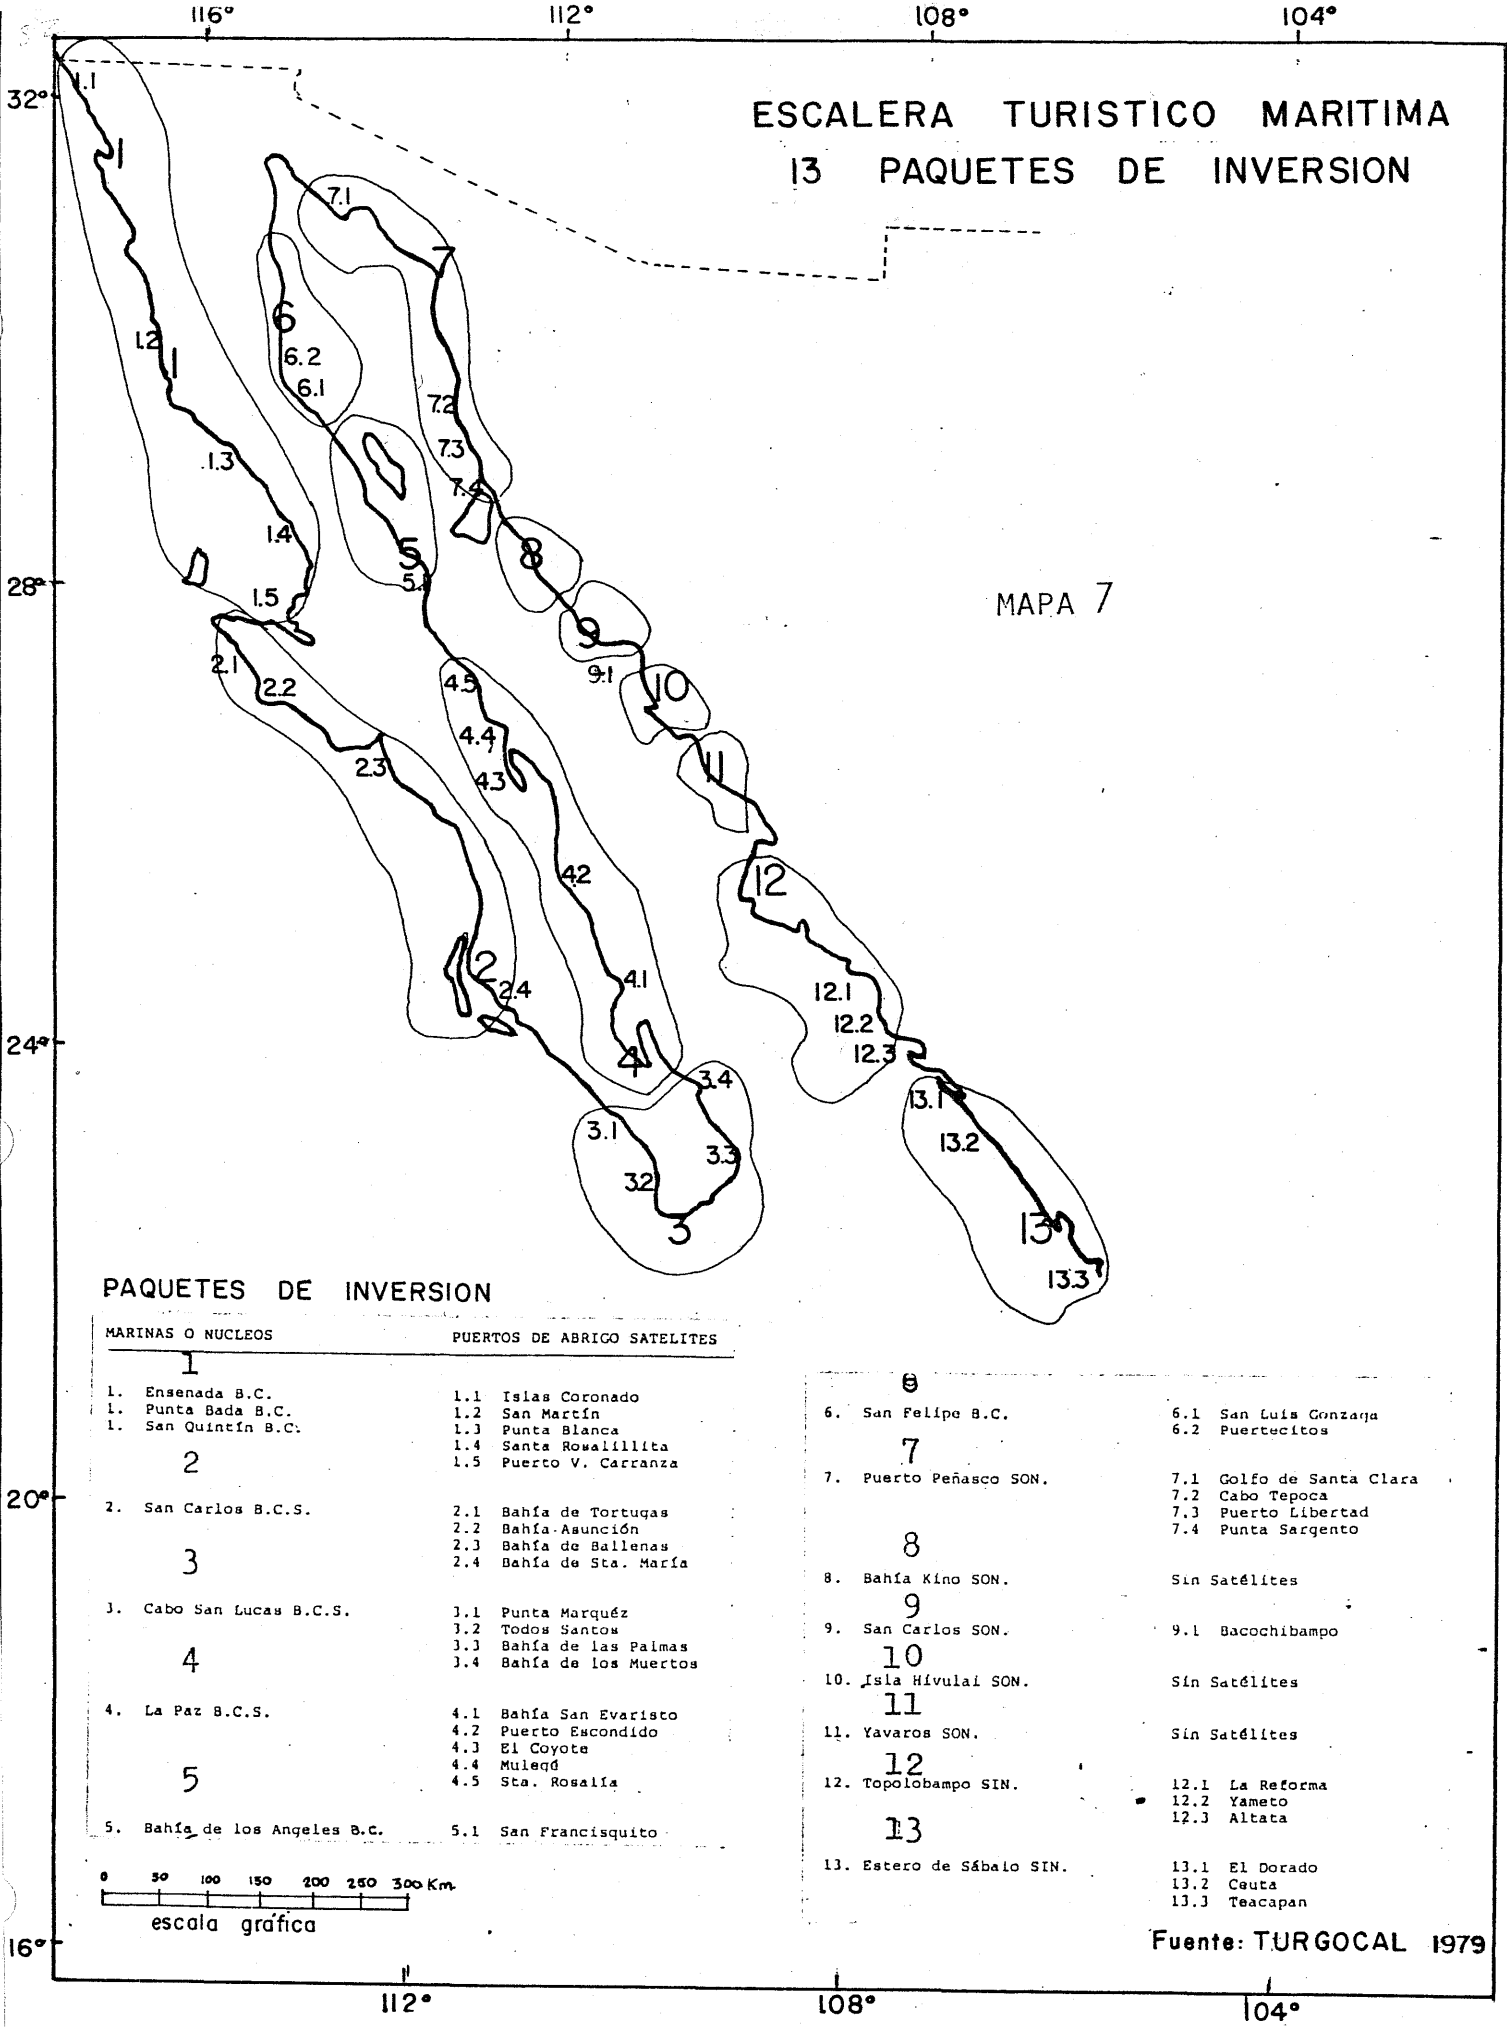 116° 112° 108° 104°
32°
28°
24°
20°
16°
ESCALERA TURISTICO MARITIMA
13 PAQUETES DE INVERSION
MAPA 7
1.1
1
1.2
1
1.3
1.4
1.5
2.1
2.2
2.3
2
2.4
3.1
3.2
3
3.3
3.4
4
4.1
4.2
4.3
4.4
4.5
5
5.1
6
6.2
6.1
7.1
7
7.2
7.3
7.4
8
9
9.1
10
11
12
12.1
12.2
12.3
13.1
13.2
13
13.3
PAQUETES DE INVERSION
MARINAS O NUCLEOS PUERTOS DE ABRIGO SATELITES
1
1. Ensenada B.C. 1.1 Islas Coronado
1. Punta Bada B.C. 1.2 San Martín
1. San Quintín B.C. 1.3 Punta Blanca
1.4 Santa Rosalillita
1.5 Puerto V. Carranza
2
2. San Carlos B.C.S. 2.1 Bahía de Tortugas
2.2 Bahía Asunción
2.3 Bahía de Ballenas
2.4 Bahía de Sta. María
3
3. Cabo San Lucas B.C.S. 3.1 Punta Marquéz
3.2 Todos Santos
3.3 Bahía de las Palmas
3.4 Bahía de los Muertos
4
4. La Paz B.C.S. 4.1 Bahía San Evaristo
4.2 Puerto Escondido
4.3 El Coyote
4.4 Mulegé
4.5 Sta. Rosalía
5
5. Bahía de los Angeles B.C. 5.1 San Francisquito
6
6. San Felipe B.C. 6.1 San Luis Gonzaga
6.2 Puertecitos
7
7. Puerto Peñasco SON. 7.1 Golfo de Santa Clara
7.2 Cabo Tepoca
7.3 Puerto Libertad
7.4 Punta Sargento
8
8. Bahía Kino SON. Sin Satélites
9
9. San Carlos SON. 9.1 Bacochibampo
10
10. Isla Hivulai SON. Sin Satélites
11
11. Yavaros SON. Sin Satélites
12
12. Topolobampo SIN. 12.1 La Reforma
12.2 Yameto
12.3 Altata
13
13. Estero de Sábalo SIN. 13.1 El Dorado
13.2 Ceuta
13.3 Teacapan
0 50 100 150 200 250 300 Km.
escala gráfica
Fuente: TURGOCAL 1979
112° 108° 104°